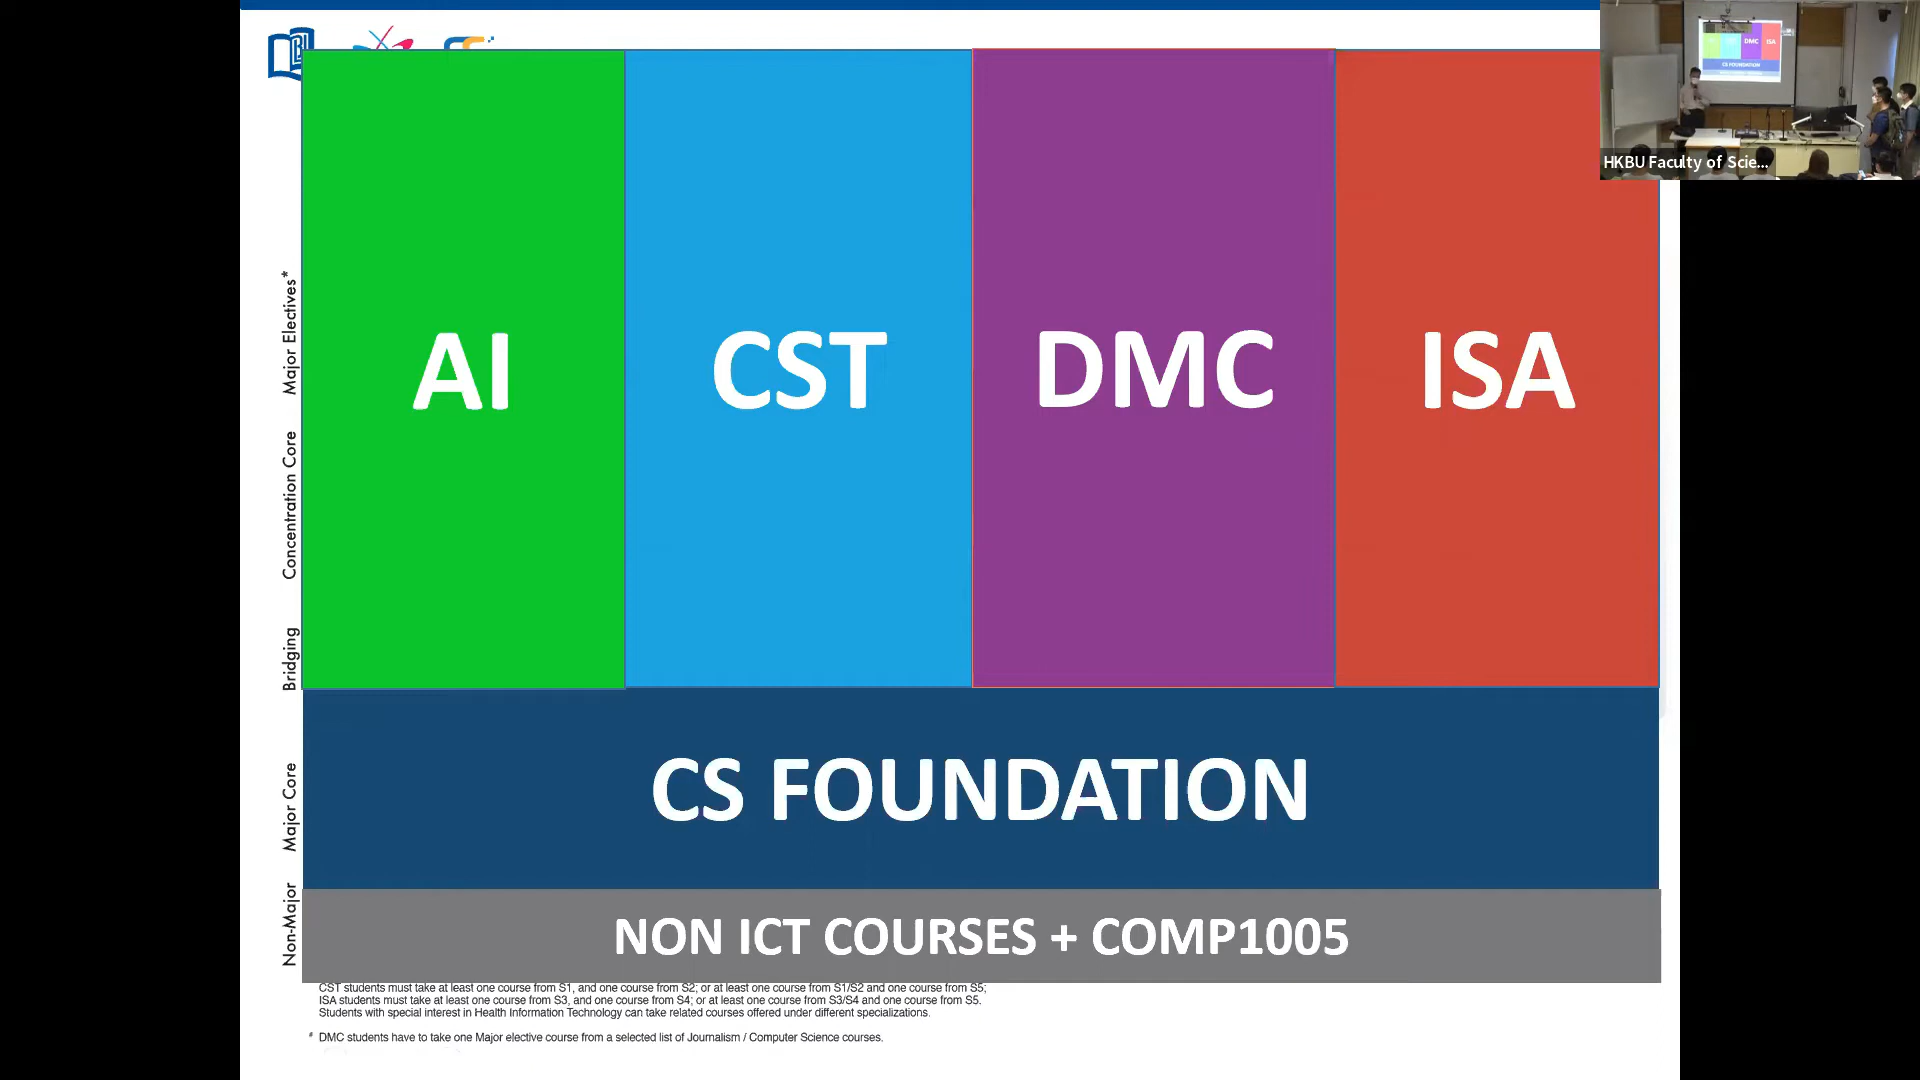 HKBU Faculty of Scie...
Major Electives*
Concentration Core
Bridging
Major Core
Non-Major
AI
CST
DMC
ISA
CS FOUNDATION
NON ICT COURSES + COMP1005
CST students must take at least one course from S1, and one course from S2; or at least one course from S1/S2 and one course from S5;
ISA students must take at least one course from S3, and one course from S4; or at least one course from S3/S4 and one course from S5.
Students with special interest in Health Information Technology can take related courses offered under different specializations.
# DMC students have to take one Major elective course from a selected list of Journalism / Computer Science courses.
DMC
ISA
CS FOUNDATION